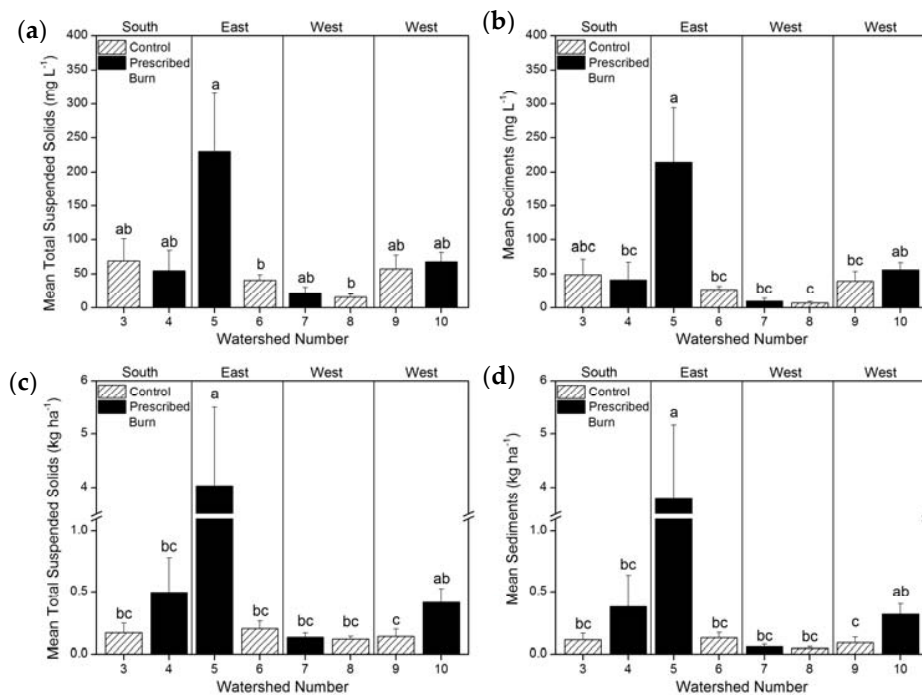 (a)
South East West West
Control
Prescribed
Burn
Mean Total Suspended Solids (mg L⁻¹)
400
350
300
250
200
150
100
50
0
ab ab a b ab b ab ab
3 4 5 6 7 8 9 10
Watershed Number
(b)
South East West West
Control
Prescribed
Burn
Mean Sediments (mg L⁻¹)
400
350
300
250
200
150
100
50
0
abc bc a bc bc c bc ab
3 4 5 6 7 8 9 10
Watershed Number
(c)
South East West West
Control
Prescribed
Burn
Mean Total Suspended Solids (kg ha⁻¹)
6
5
4
1.0
0.5
0.0
bc bc a bc bc bc c ab
3 4 5 6 7 8 9 10
Watershed Number
(d)
South East West West
Control
Prescribed
Burn
Mean Sediments (kg ha⁻¹)
6
5
4
1.0
0.5
0.0
bc bc a bc bc bc c ab
3 4 5 6 7 8 9 10
Watershed Number